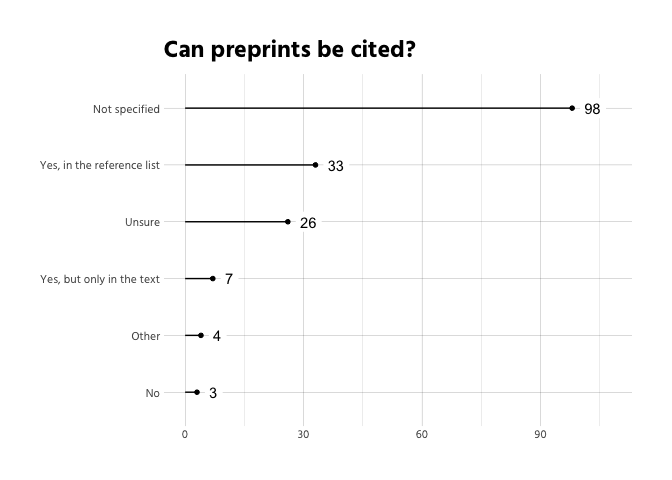 Can preprints be cited?
Not specified 98
Yes, in the reference list 33
Unsure 26
Yes, but only in the text 7
Other 4
No 3
0 30 60 90